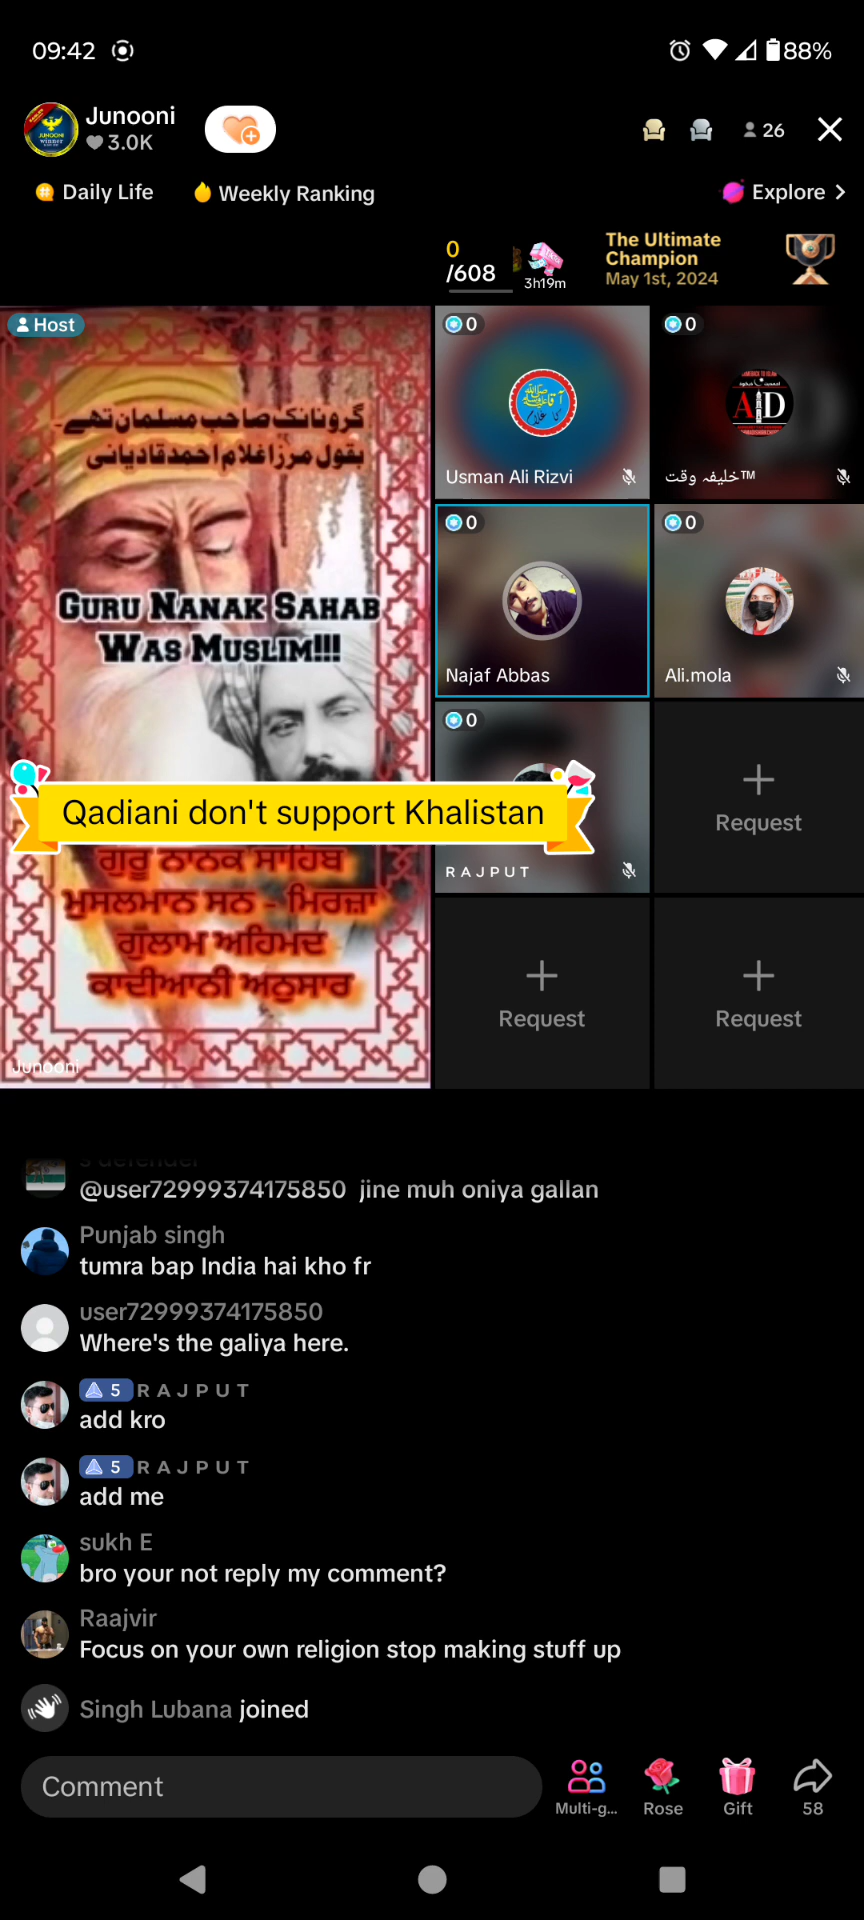 09:42
88%
Junooni
3.0K
26
Daily Life
Weekly Ranking
Explore
0
/608
3h19m
The Ultimate
Champion
May 1st, 2024
Host
گرونانک صاحب مسلمان تھے۔
بقول مرزا غلام احمد قادیانی
GURU NANAK SAHAB
WAS MUSLIM!!!
Qadiani don't support Khalistan
ਗੁਰੂ ਨਾਨਕ ਸਾਹਿਬ
ਮੁਸਲਮਾਨ ਸਨ - ਮਿਰਜ਼ਾ
ਗੁਲਾਮ ਅਹਿਮਦ
ਕਾਦੀਆਨੀ ਅਨੁਸਾਰ
Junooni
0
Usman Ali Rizvi
0
AID
خلیفہ وقت™
0
Najaf Abbas
0
Ali.mola
0
RAJPUT
Request
Request
Request
@user72999374175850 jine muh oniya gallan
Punjab singh
tumra bap India hai kho fr
user72999374175850
Where's the galiya here.
5 RAJPUT
add kro
5 RAJPUT
add me
sukh E
bro your not reply my comment?
Raajvir
Focus on your own religion stop making stuff up
Singh Lubana joined
Comment
Multi-g...
Rose
Gift
58